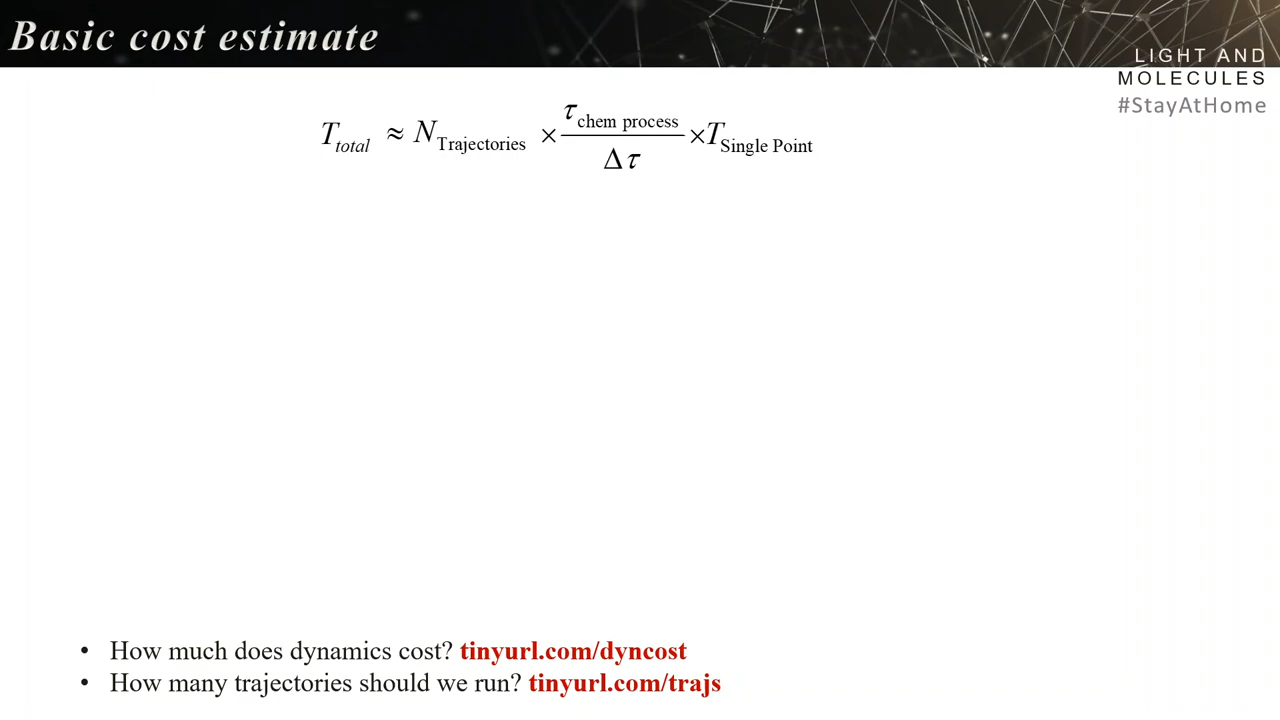 Basic cost estimate
LIGHT AND
MOLECULES
#StayAtHome
T_total ≈ N_Trajectories × τ_chem process / Δτ × T_Single Point
• How much does dynamics cost? tinyurl.com/dyncost
• How many trajectories should we run? tinyurl.com/trajs